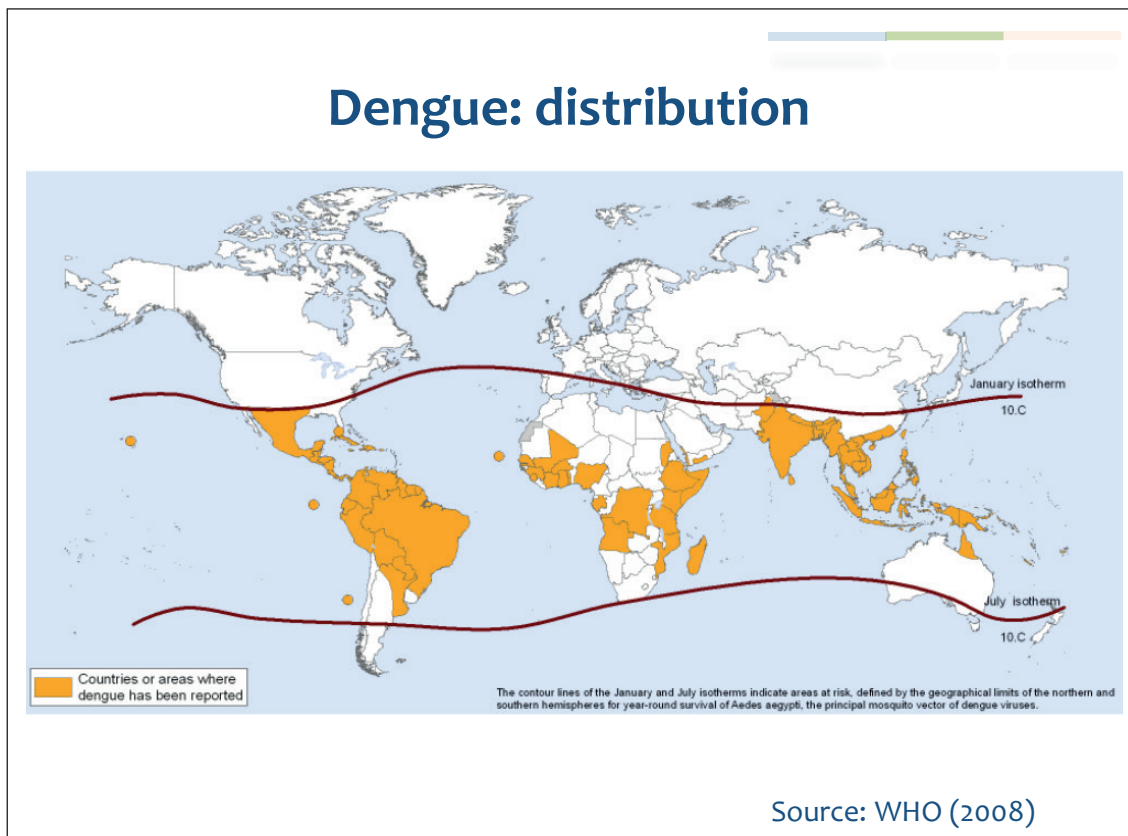 Dengue: distribution
January isotherm
10.C
July isotherm
10.C
Countries or areas where
dengue has been reported
The contour lines of the January and July isotherms indicate areas at risk, defined by the geographical limits of the northern and
southern hemispheres for year-round survival of Aedes aegypti, the principal mosquito vector of dengue viruses.
Source: WHO (2008)